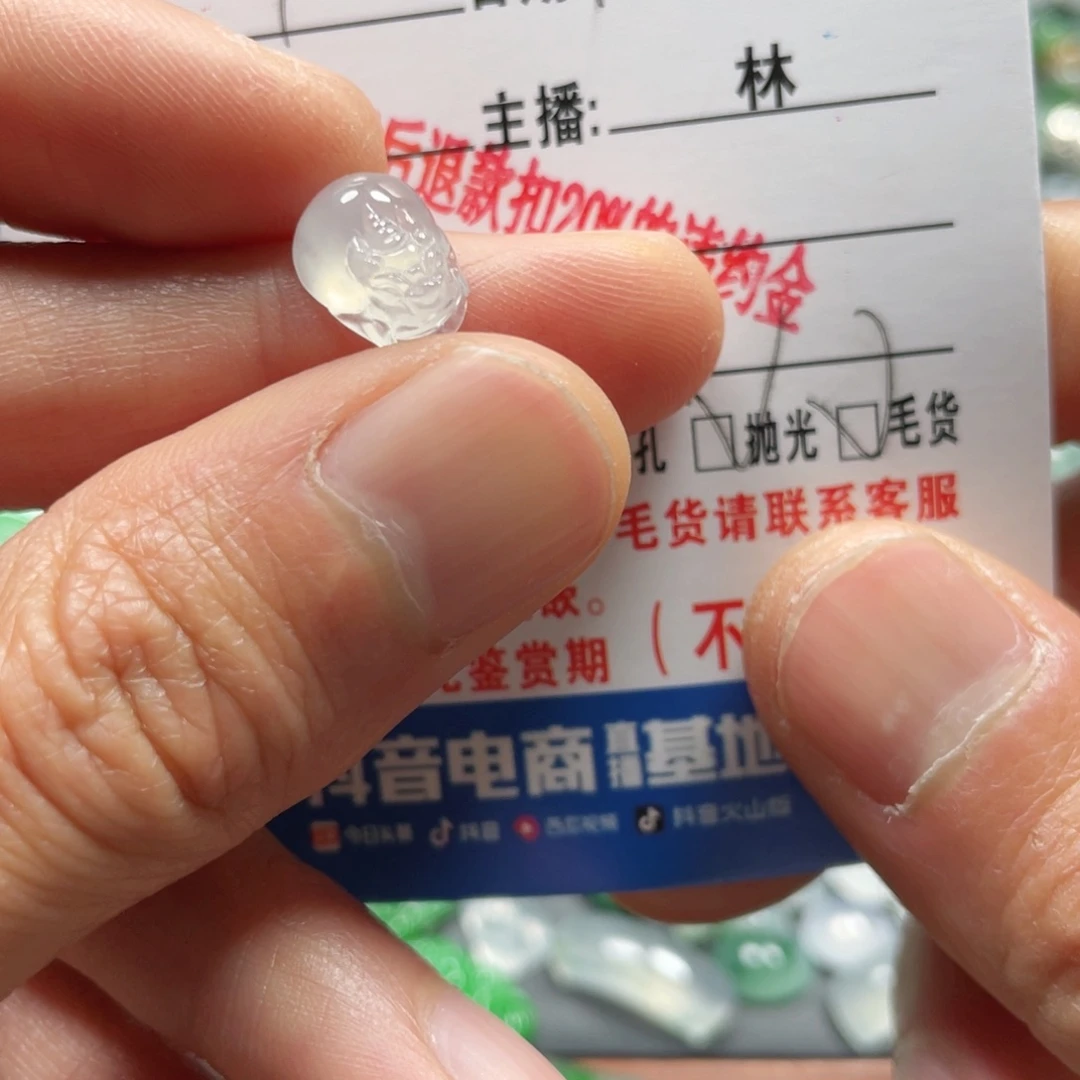 主播: 林
后退款扣20%的违约金
孔 抛光 毛货
毛货请联系客服
鉴赏期 (不
抖音电商直播基地
今日头条 抖音 西瓜视频 抖音火山版